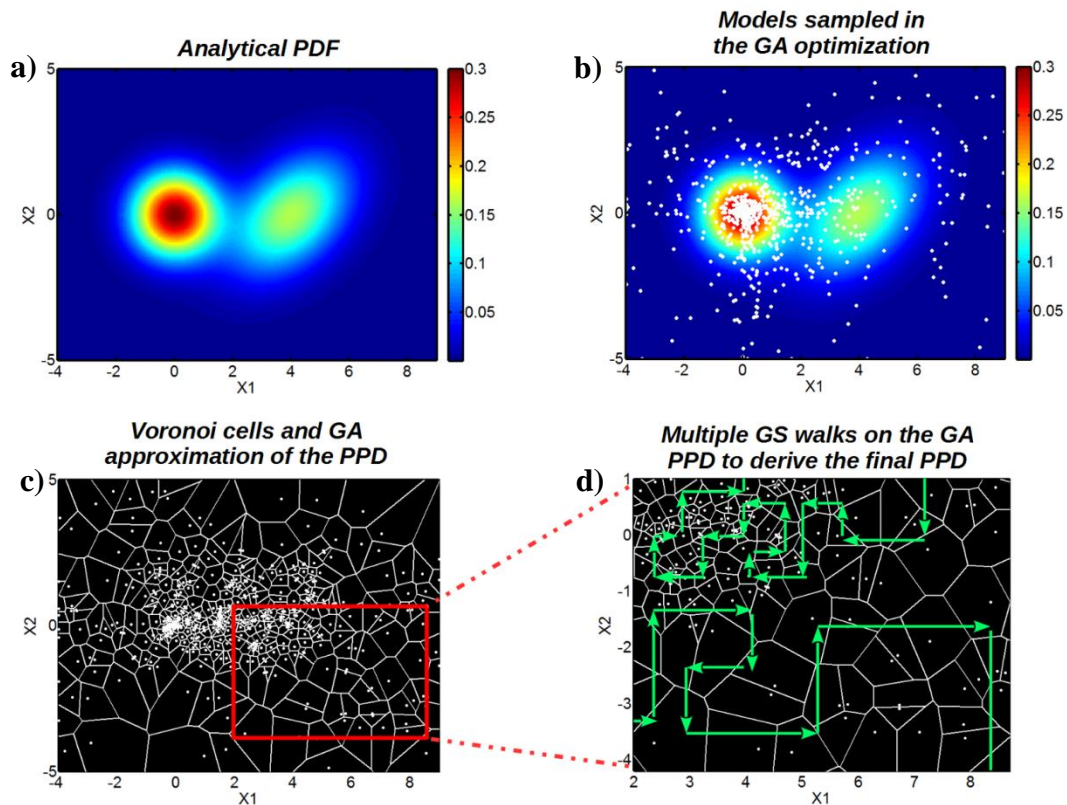 Analytical PDF
a)
5
0
-5
X2
-4
-2
0
2
4
6
8
X1
0.3
0.25
0.2
0.15
0.1
0.05
Models sampled in
the GA optimization
b)
5
0
-5
X2
-4
-2
0
2
4
6
8
X1
0.3
0.25
0.2
0.15
0.1
0.05
Voronoi cells and GA
approximation of the PPD
c)
5
0
-5
X2
-4
-2
0
2
4
6
8
X1
Multiple GS walks on the GA
PPD to derive the final PPD
d)
1
0
-1
-2
-3
-4
X2
2
3
4
5
6
7
8
X1